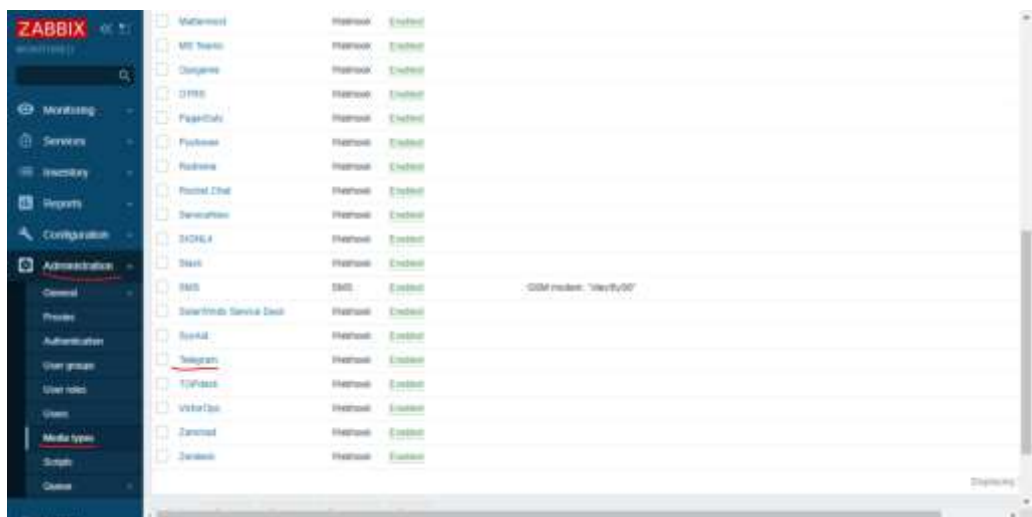 ZABBIX
Mattermost Webhook Enabled
MS Teams Webhook Enabled
Opsgenie Webhook Enabled
OTRS Webhook Enabled
PagerDuty Webhook Enabled
Pushover Webhook Enabled
Redmine Webhook Enabled
Rocket.Chat Webhook Enabled
ServiceNow Webhook Enabled
SIGNL4 Webhook Enabled
Slack Webhook Enabled
SMS SMS Enabled GSM modem:
SolarWinds Service Desk Webhook Enabled
SysAid Webhook Enabled
Telegram Webhook Enabled
TOPdesk Webhook Enabled
VictorOps Webhook Enabled
Zammad Webhook Enabled
Zendesk Webhook Enabled
Displaying
Monitoring
Services
Inventory
Reports
Configuration
Administration
General
Proxies
Authentication
User groups
User roles
Users
Media types
Scripts
Queue